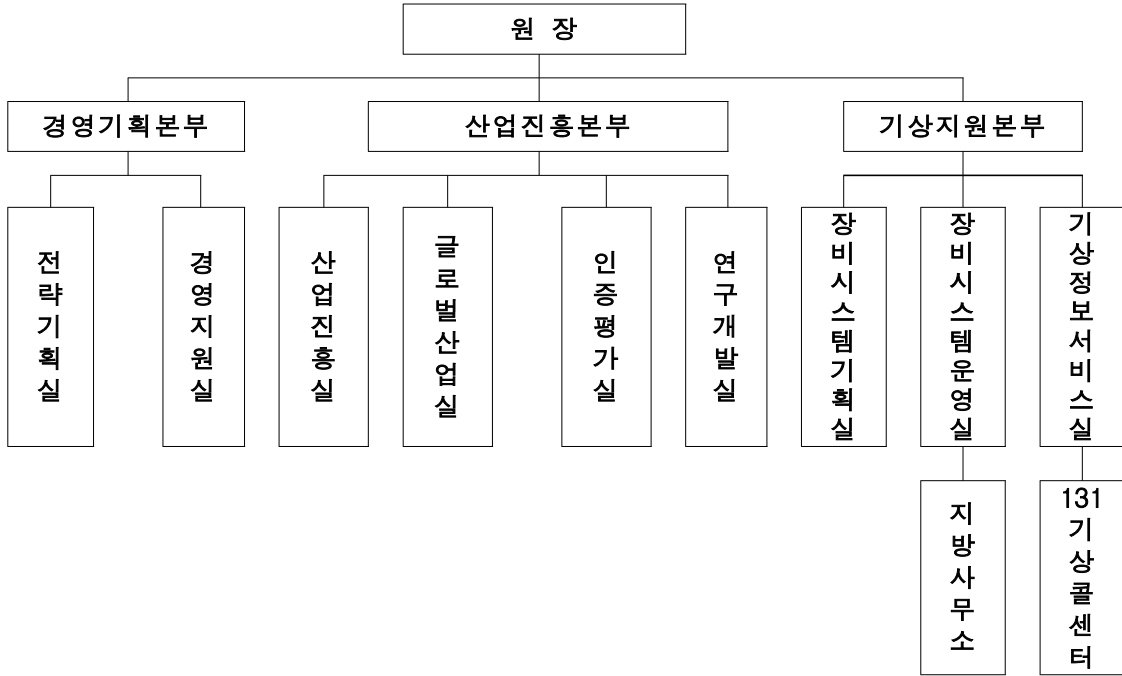 원 장
경영기획본부
산업진흥본부
기상지원본부
전략기획실
경영지원실
산업진흥실
글로벌산업실
인증평가실
연구개발실
장비시스템기획실
장비시스템운영실
기상정보서비스실
지방사무소
131기상콜센터